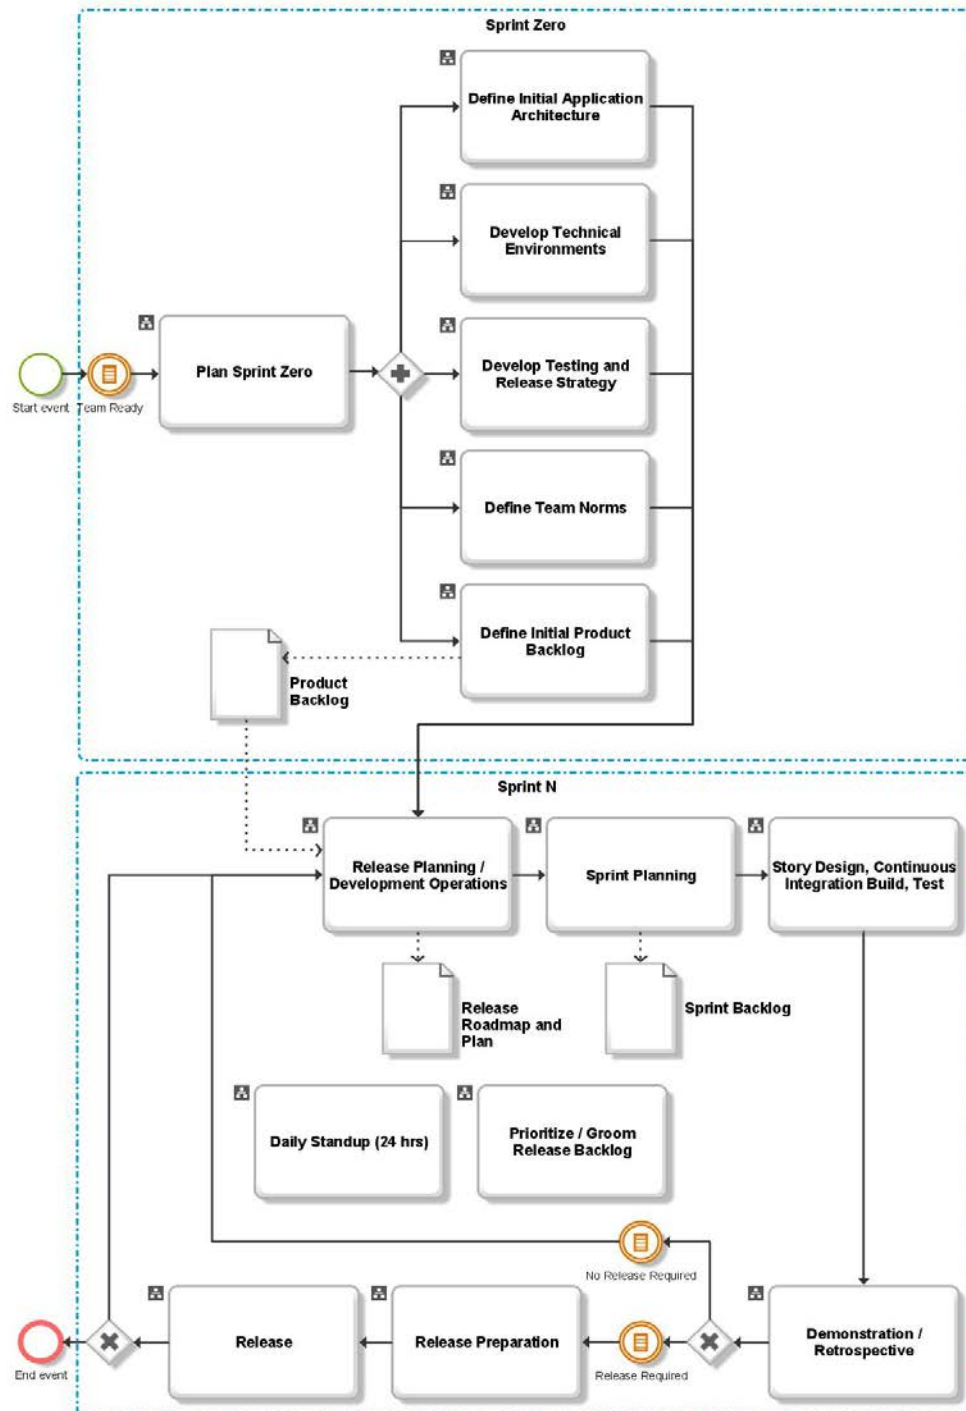 Sprint Zero
Define Initial Application
Architecture
Develop Technical
Environments
Plan Sprint Zero
Develop Testing and
Release Strategy
Start event
Team Ready
Define Team Norms
Define Initial Product
Backlog
Product
Backlog
Sprint N
Release Planning /
Development Operations
Sprint Planning
Story Design, Continuous
Integration Build, Test
Release
Roadmap and
Plan
Sprint Backlog
Daily Standup (24 hrs)
Prioritize / Groom
Release Backlog
No Release Required
Release
Release Preparation
Demonstration /
Retrospective
End event
Release Required